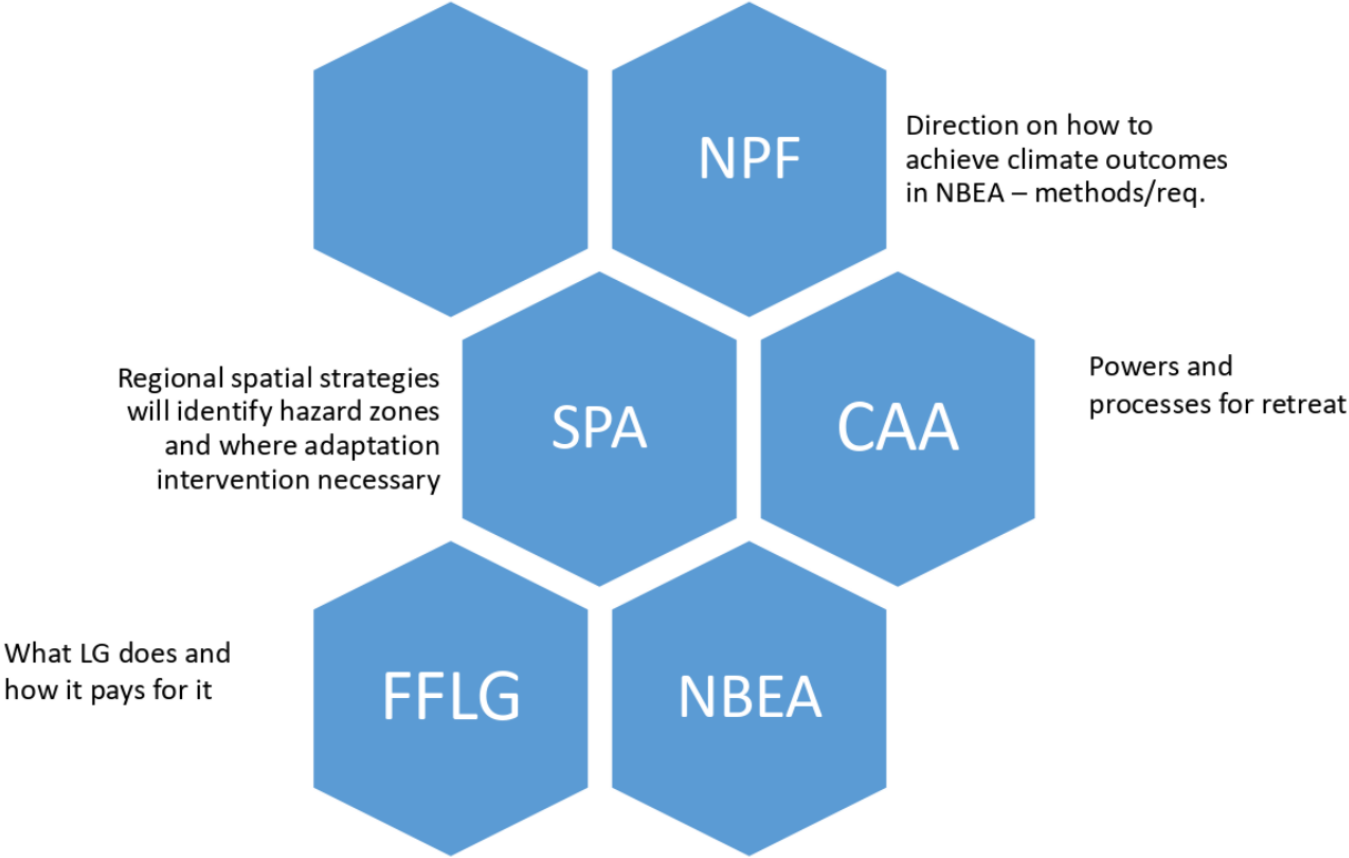 NPF
Direction on how to
achieve climate outcomes
in NBEA – methods/req.
Regional spatial strategies
will identify hazard zones
and where adaptation
intervention necessary
SPA
CAA
Powers and
processes for retreat
What LG does and
how it pays for it
FFLG
NBEA